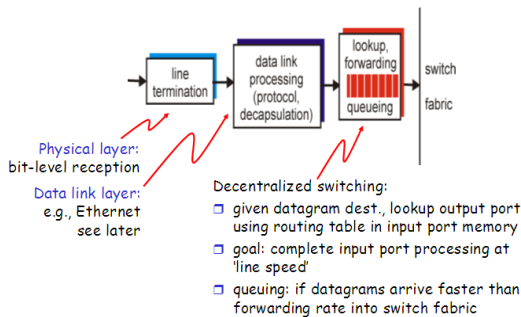 line
termination
data link
processing
(protocol,
decapsulation)
lookup,
forwarding
queueing
switch
fabric
Physical layer:
bit-level reception
Data link layer:
e.g., Ethernet
see later
Decentralized switching:
given datagram dest., lookup output port
using routing table in input port memory
goal: complete input port processing at
‘line speed’
queuing: if datagrams arrive faster than
forwarding rate into switch fabric